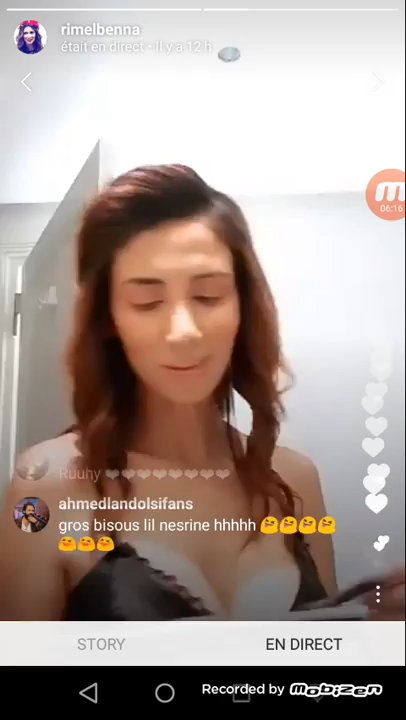 rimelbenna
était en direct • Il y a 12 h
06:16
Ruuhy ❤❤❤❤❤❤❤❤
ahmedlandolsifans
gros bisous lil nesrine hhhhh 😋😋😋😋
😋😋😋
STORY
EN DIRECT
Recorded by MOBIZEN